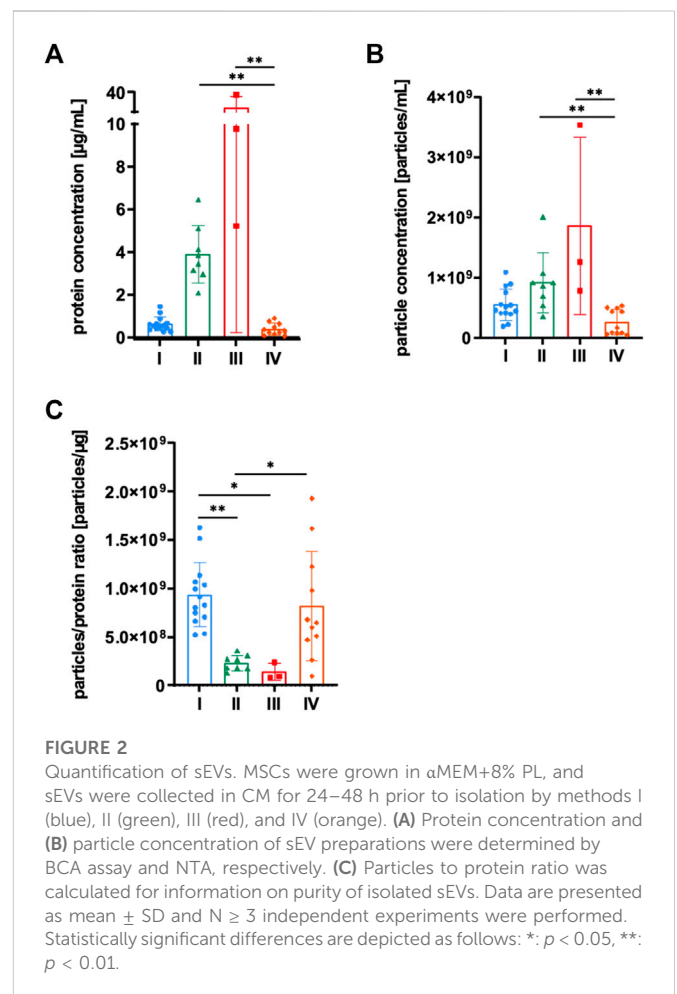 A
B
**
**
40
10
8
6
4
2
0
protein concentration [µg/mL]
I II III IV
**
**
4×10⁹
3×10⁹
2×10⁹
1×10⁹
0
particle concentration [particles/mL]
I II III IV
C
*
*
**
2.5×10⁹
2.0×10⁹
1.5×10⁹
1.0×10⁹
5.0×10⁸
0
particles/protein ratio [particles/µg]
I II III IV
FIGURE 2
Quantification of sEVs. MSCs were grown in αMEM+8% PL, and
sEVs were collected in CM for 24–48 h prior to isolation by methods I
(blue), II (green), III (red), and IV (orange). (A) Protein concentration and
(B) particle concentration of sEV preparations were determined by
BCA assay and NTA, respectively. (C) Particles to protein ratio was
calculated for information on purity of isolated sEVs. Data are presented
as mean ± SD and N ≥ 3 independent experiments were performed.
Statistically significant differences are depicted as follows: *: p < 0.05, **:
p < 0.01.